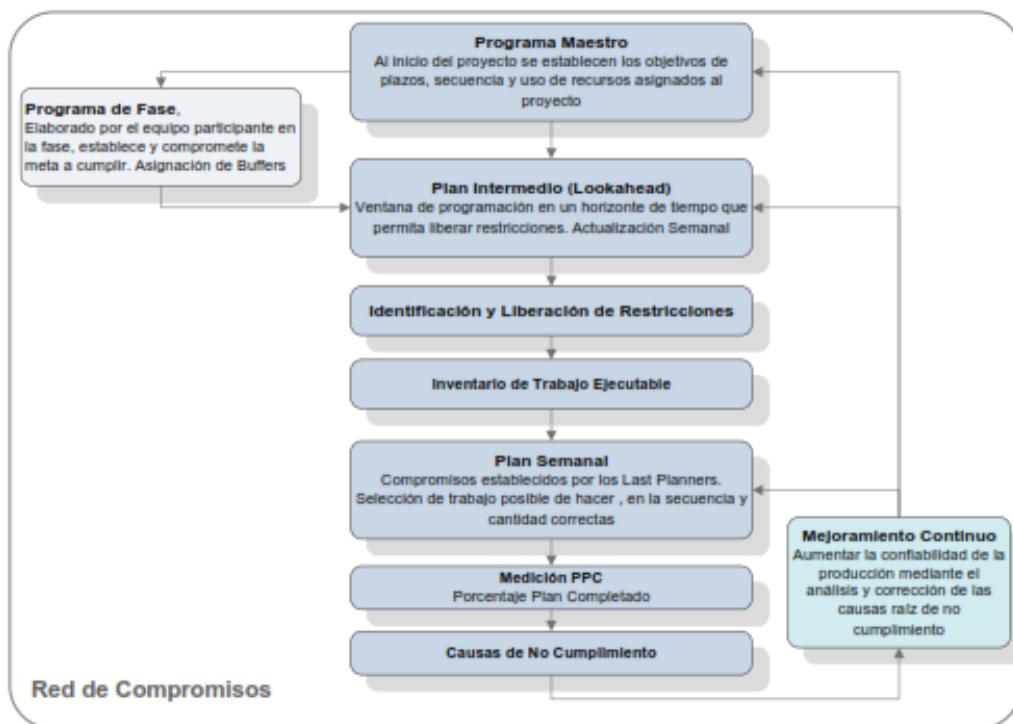 Programa Maestro
Al inicio del proyecto se establecen los objetivos de
plazos, secuencia y uso de recursos asignados al
proyecto
Programa de Fase,
Elaborado por el equipo participante en
la fase, establece y compromete la
meta a cumplir. Asignación de Buffers
Plan Intermedio (Lookahead)
Ventana de programación en un horizonte de tiempo que
permita liberar restricciones. Actualización Semanal
Identificación y Liberación de Restricciones
Inventario de Trabajo Ejecutable
Plan Semanal
Compromisos establecidos por los Last Planners.
Selección de trabajo posible de hacer , en la secuencia y
cantidad correctas
Mejoramiento Continuo
Aumentar la confiabilidad de la
producción mediante el
análisis y corrección de las
causas raíz de no
cumplimiento
Medición PPC
Porcentaje Plan Completado
Causas de No Cumplimiento
Red de Compromisos